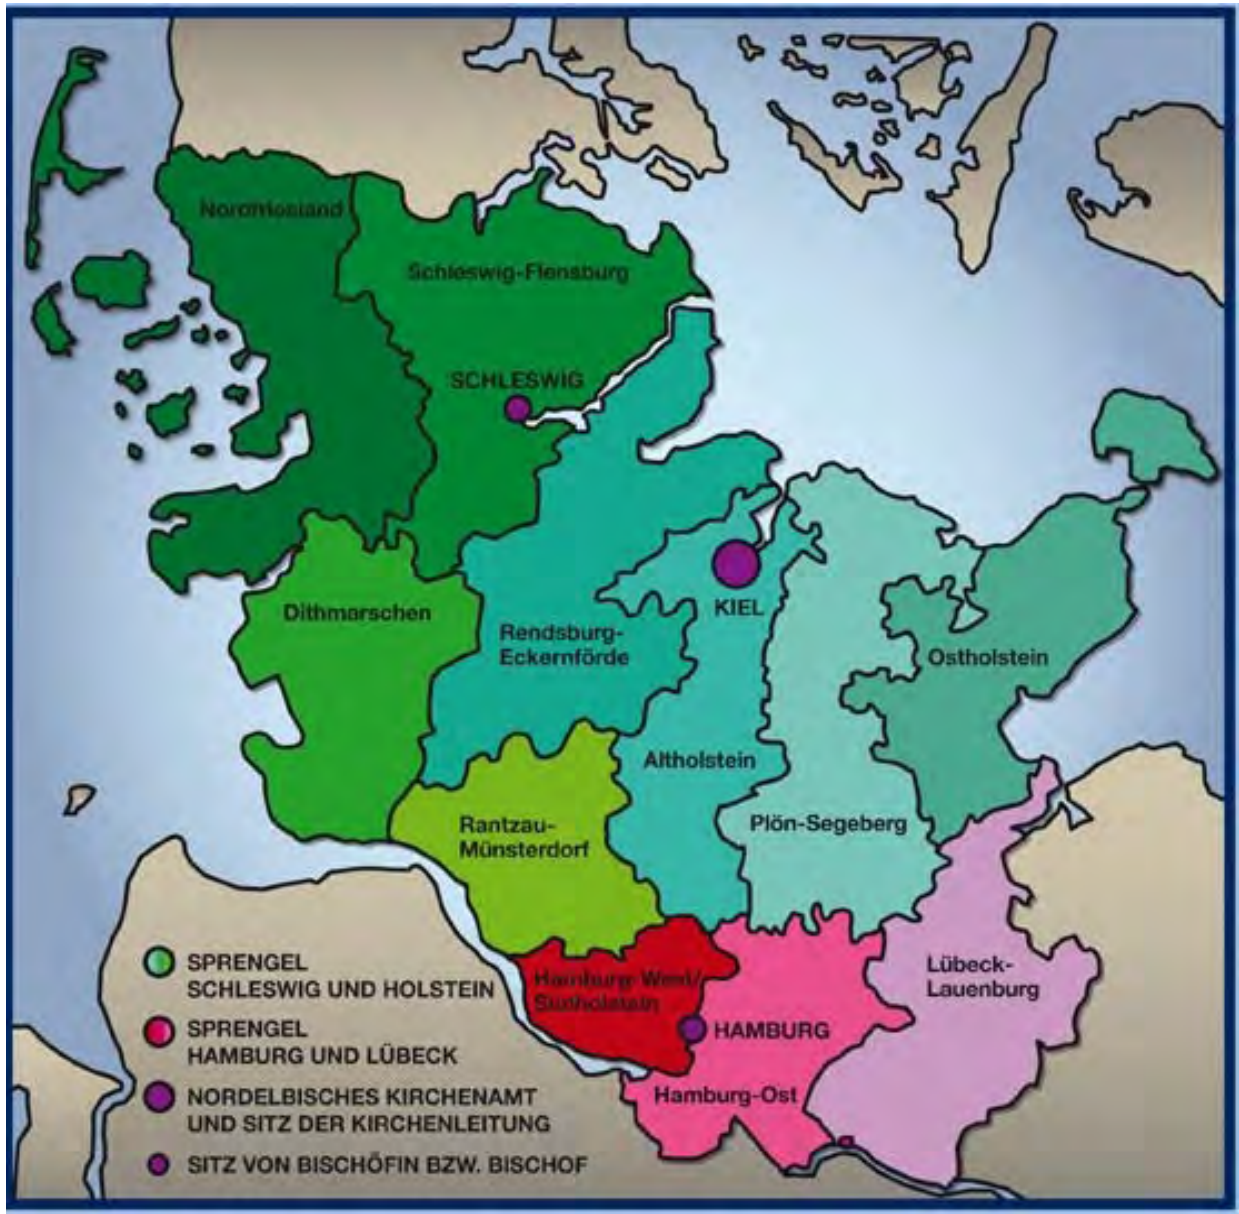 Nordfriesland
Schleswig-Flensburg
SCHLESWIG
Dithmarschen
KIEL
Rendsburg-
Eckernförde
Ostholstein
Altholstein
Rantzau-
Münsterdorf
Plön-Segeberg
Hamburg-West/
Südholstein
Lübeck-
Lauenburg
HAMBURG
Hamburg-Ost
SPRENGEL
SCHLESWIG UND HOLSTEIN
SPRENGEL
HAMBURG UND LÜBECK
NORDELBISCHES KIRCHENAMT
UND SITZ DER KIRCHENLEITUNG
SITZ VON BISCHÖFIN BZW. BISCHOF